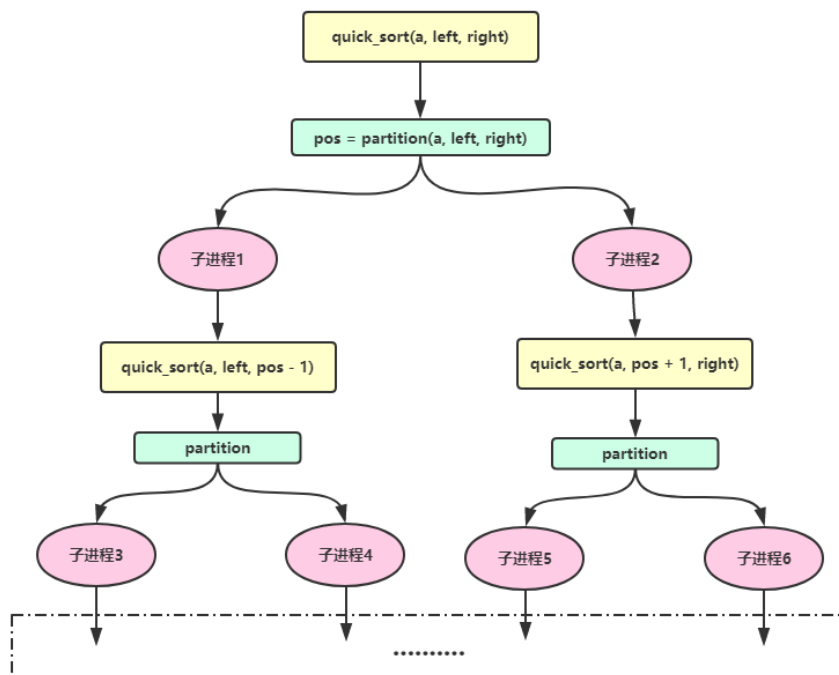 quick_sort(a, left, right)
pos = partition(a, left, right)
子进程1
子进程2
quick_sort(a, left, pos - 1)
quick_sort(a, pos + 1, right)
partition
partition
子进程3
子进程4
子进程5
子进程6
..........